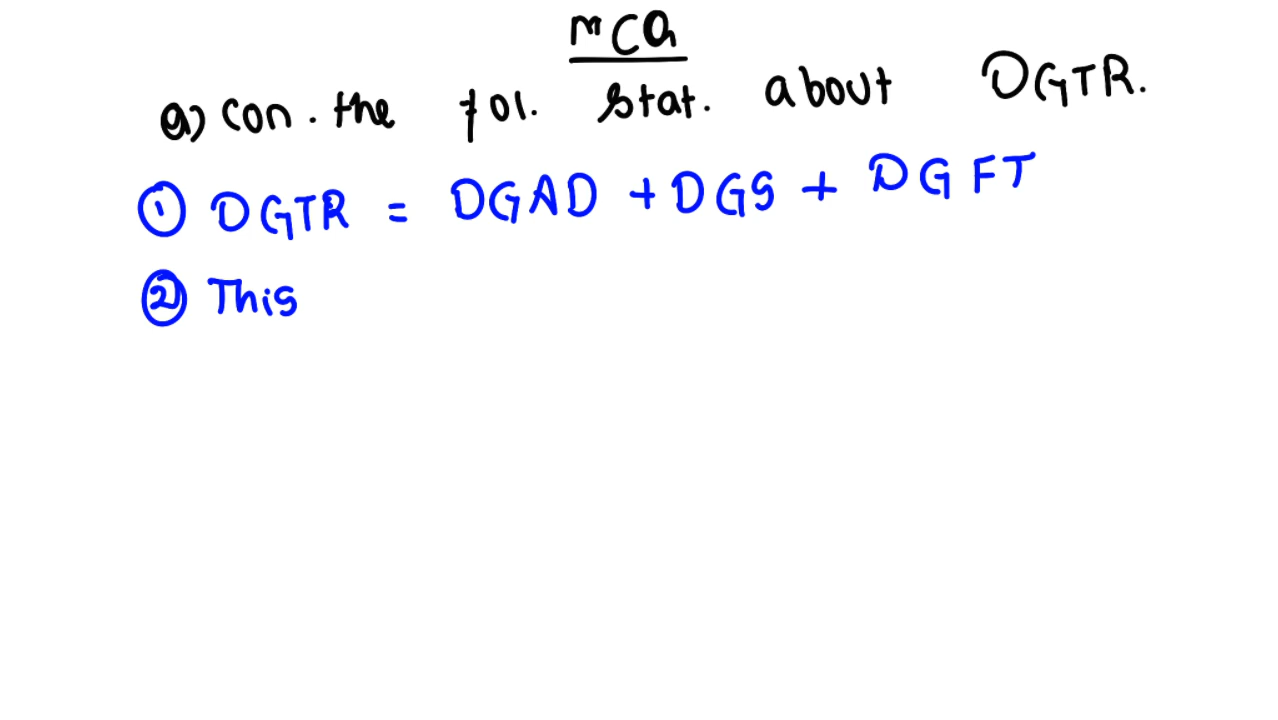 MCQ
Q) Con. the fol. stat. about DGTR.
① DGTR = DGAD + DGS + DGFT
② This